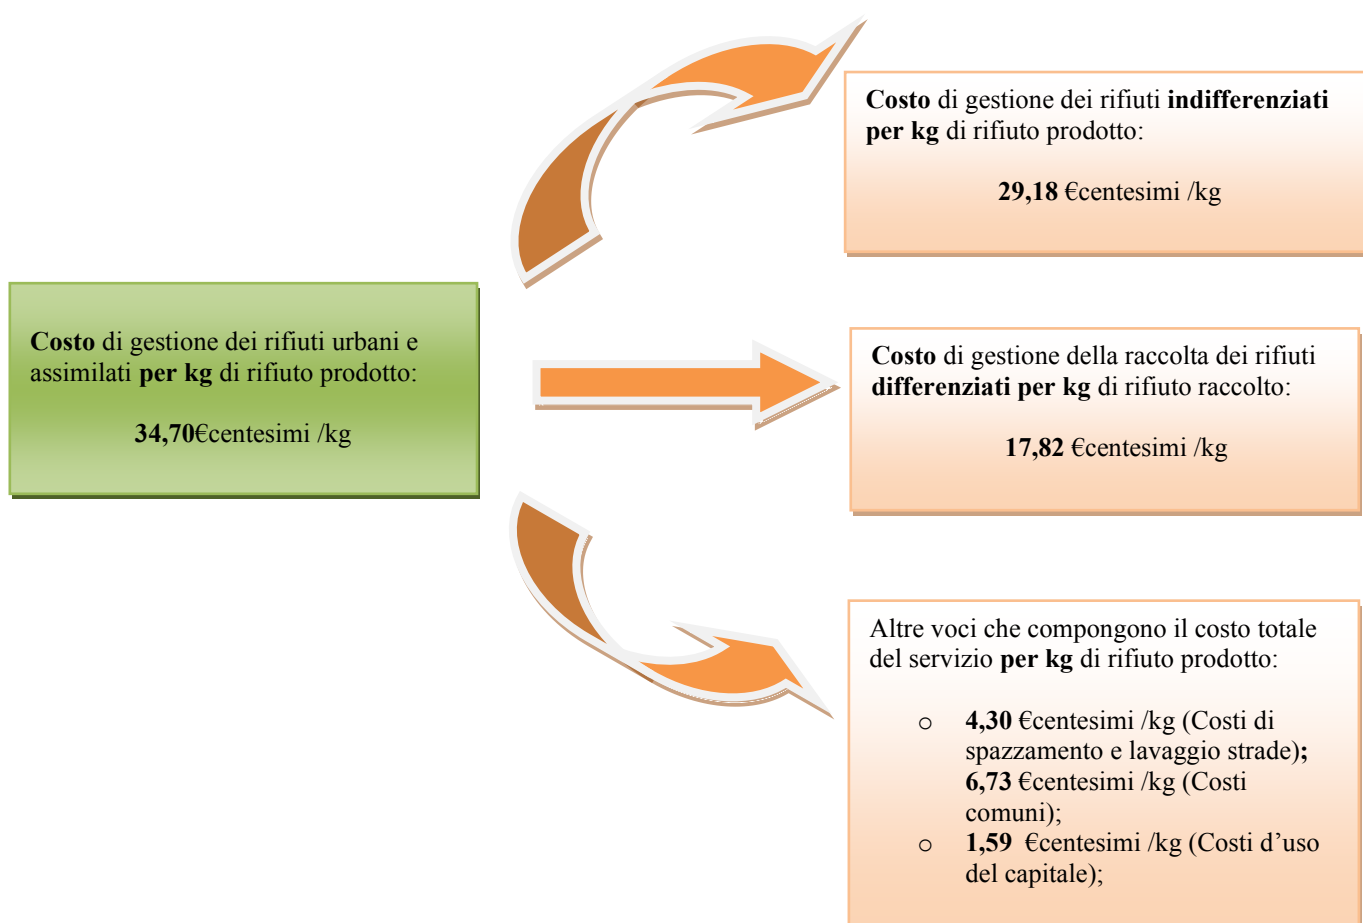 Costo di gestione dei rifiuti urbani e
assimilati per kg di rifiuto prodotto:
34,70€centesimi /kg
Costo di gestione dei rifiuti indifferenziati
per kg di rifiuto prodotto:
29,18 €centesimi /kg
Costo di gestione della raccolta dei rifiuti
differenziati per kg di rifiuto raccolto:
17,82 €centesimi /kg
Altre voci che compongono il costo totale
del servizio per kg di rifiuto prodotto:
o 4,30 €centesimi /kg (Costi di
spazzamento e lavaggio strade);
6,73 €centesimi /kg (Costi
comuni);
o 1,59 €centesimi /kg (Costi d’uso
del capitale);